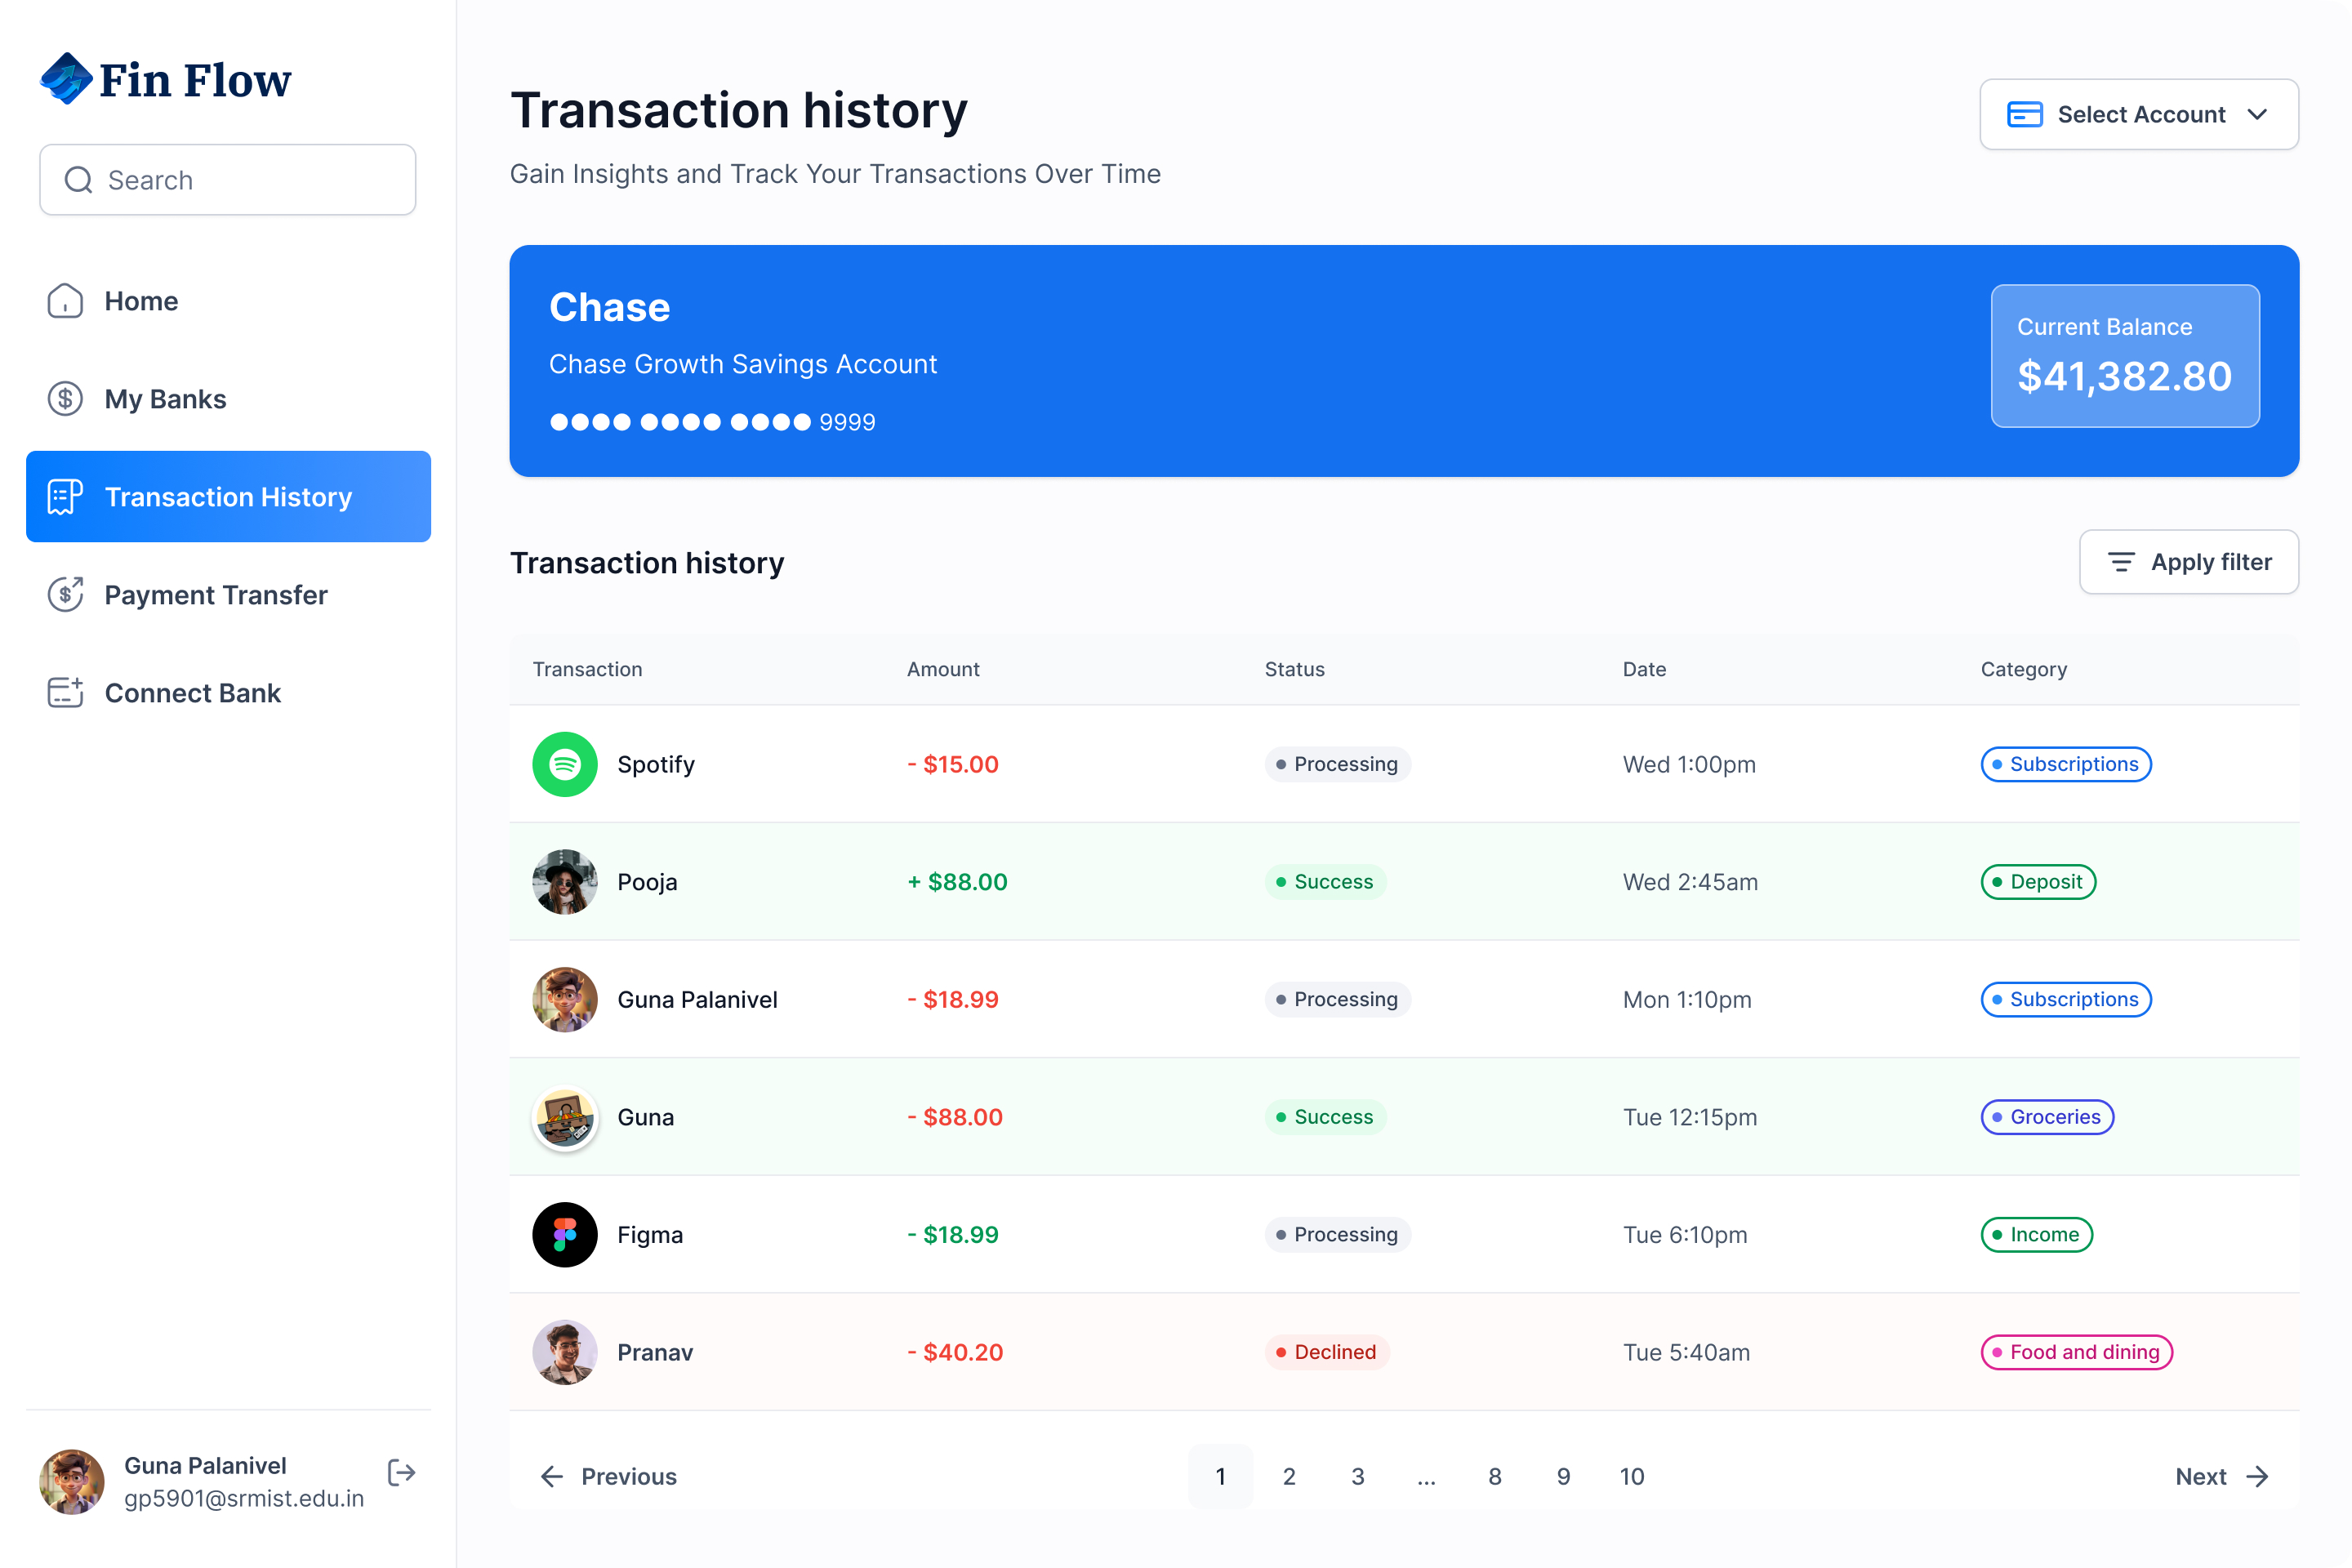 Fin Flow
Search
Home
My Banks
Transaction History
Payment Transfer
Connect Bank
Guna Palanivel
gp5901@srmist.edu.in
Transaction history
Gain Insights and Track Your Transactions Over Time
Select Account
Chase
Chase Growth Savings Account
●●●● ●●●● ●●●● 9999
Current Balance
$41,382.80
Transaction history
Apply filter
Transaction Amount Status Date Category
Spotify - $15.00 Processing Wed 1:00pm Subscriptions
Pooja + $88.00 Success Wed 2:45am Deposit
Guna Palanivel - $18.99 Processing Mon 1:10pm Subscriptions
Guna - $88.00 Success Tue 12:15pm Groceries
Figma - $18.99 Processing Tue 6:10pm Income
Pranav - $40.20 Declined Tue 5:40am Food and dining
Previous 1 2 3 ... 8 9 10 Next